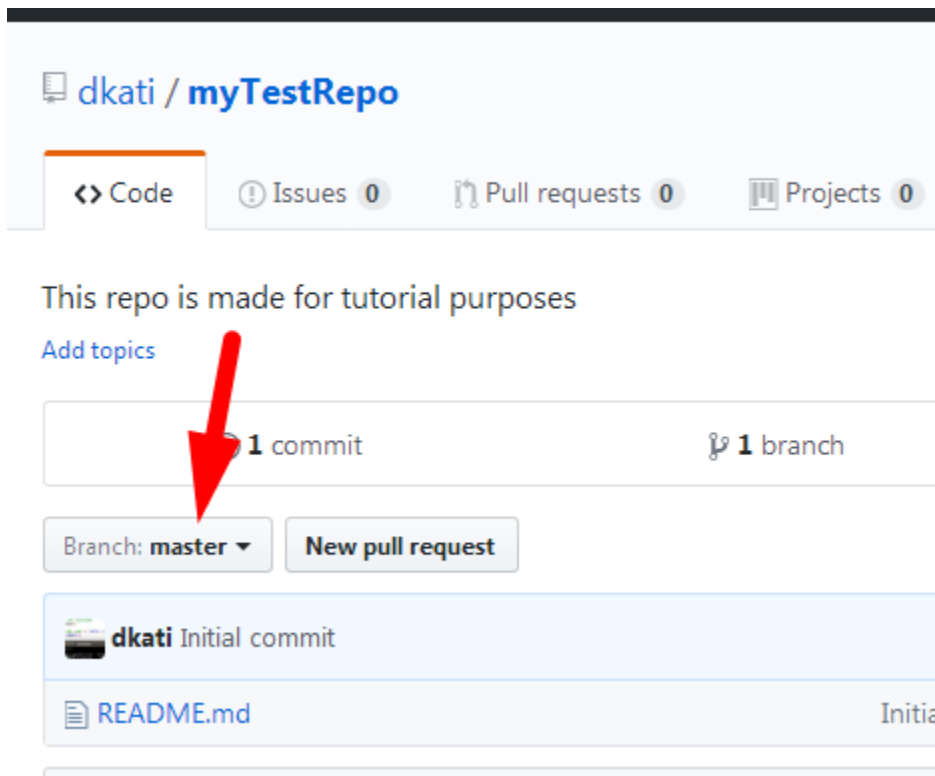 dkati / myTestRepo
Code Issues 0 Pull requests 0 Projects 0
This repo is made for tutorial purposes
Add topics
1 commit 1 branch
Branch: master New pull request
dkati Initial commit
README.md